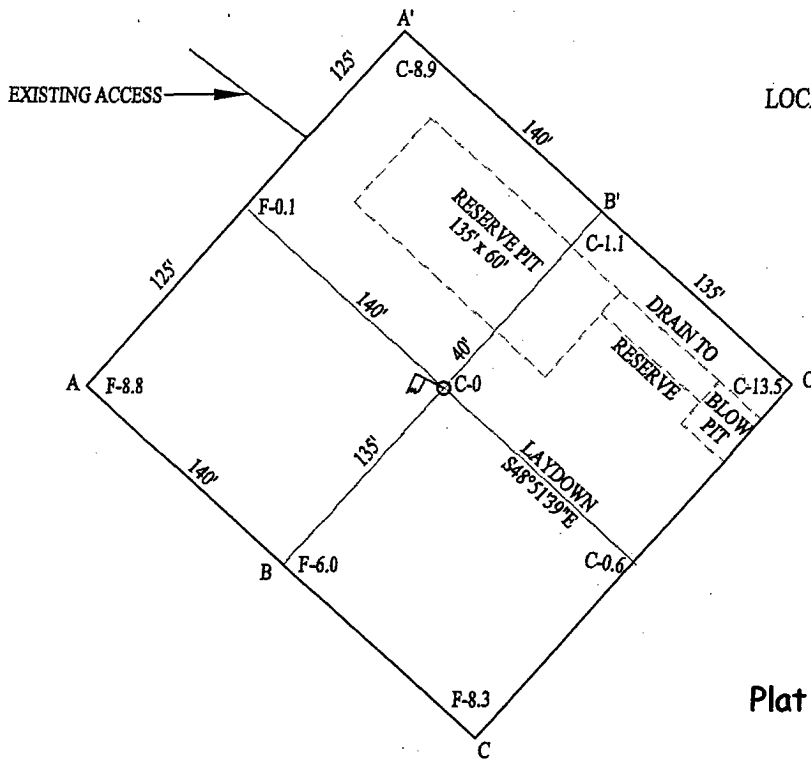 A'
125'
C-8.9
EXISTING ACCESS
LOCA
140'
B'
F-0.1
RESERVE PIT
135' x 60'
C-1.1
135'
125'
140'
40'
DRAIN TO
RESERVE
A
F-8.8
C-0
C-13.5
C
BLOW
PIT
140'
135'
LAYDOWN
S48°51'39"E
B
F-6.0
C-0.6
F-8.3
C
Plat